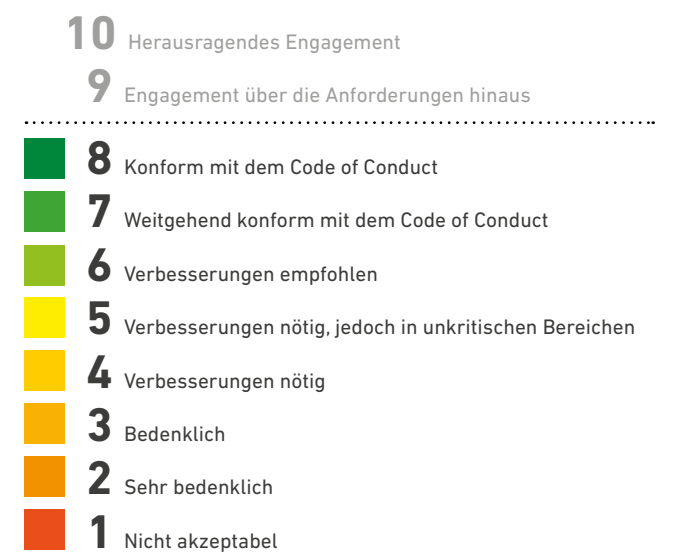 10 Herausragendes Engagement
9 Engagement über die Anforderungen hinaus
8 Konform mit dem Code of Conduct
7 Weitgehend konform mit dem Code of Conduct
6 Verbesserungen empfohlen
5 Verbesserungen nötig, jedoch in unkritischen Bereichen
4 Verbesserungen nötig
3 Bedenklich
2 Sehr bedenklich
1 Nicht akzeptabel